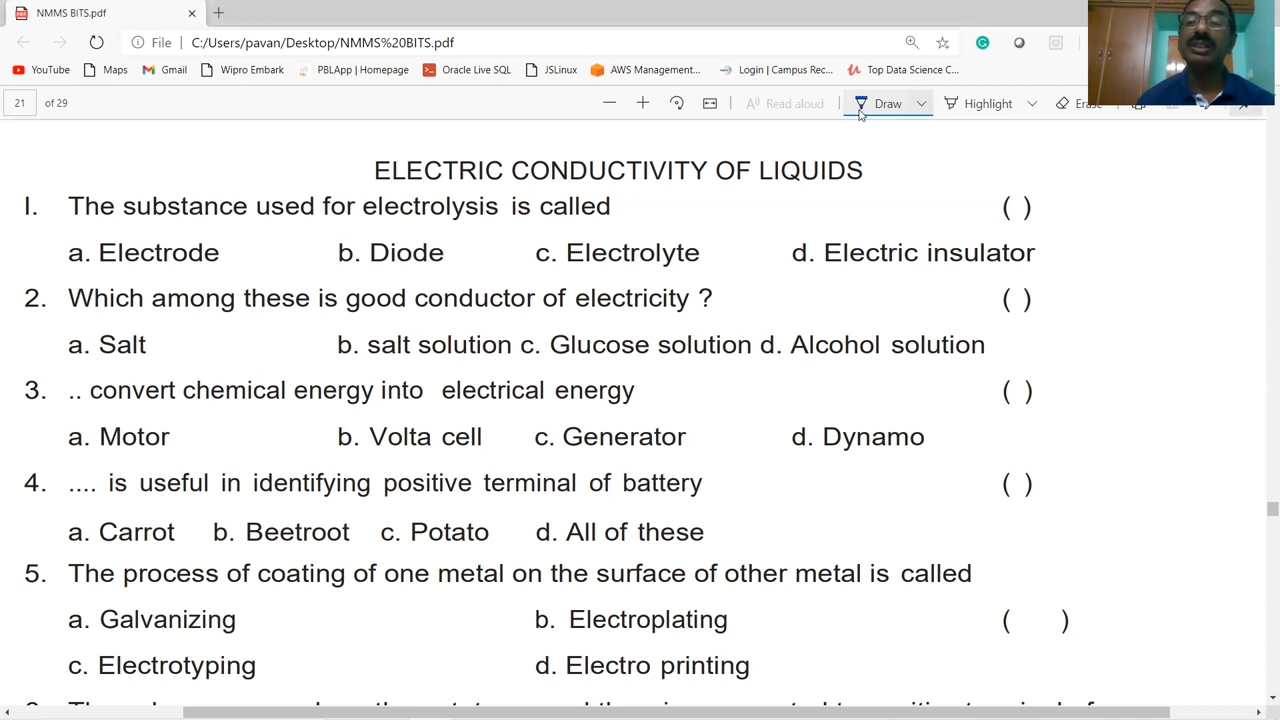 NMMS BITS.pdf
File C:/Users/pavan/Desktop/NMMS%20BITS.pdf
YouTube Maps Gmail Wipro Embark PBLApp | Homepage Oracle Live SQL JSLinux AWS Management... Login | Campus Rec... Top Data Science C...
21 of 29 Read aloud Draw Highlight Erase
ELECTRIC CONDUCTIVITY OF LIQUIDS
I. The substance used for electrolysis is called ( )
a. Electrode b. Diode c. Electrolyte d. Electric insulator
2. Which among these is good conductor of electricity ? ( )
a. Salt b. salt solution c. Glucose solution d. Alcohol solution
3. .. convert chemical energy into electrical energy ( )
a. Motor b. Volta cell c. Generator d. Dynamo
4. .... is useful in identifying positive terminal of battery ( )
a. Carrot b. Beetroot c. Potato d. All of these
5. The process of coating of one metal on the surface of other metal is called
a. Galvanizing b. Electroplating ( )
c. Electrotyping d. Electro printing